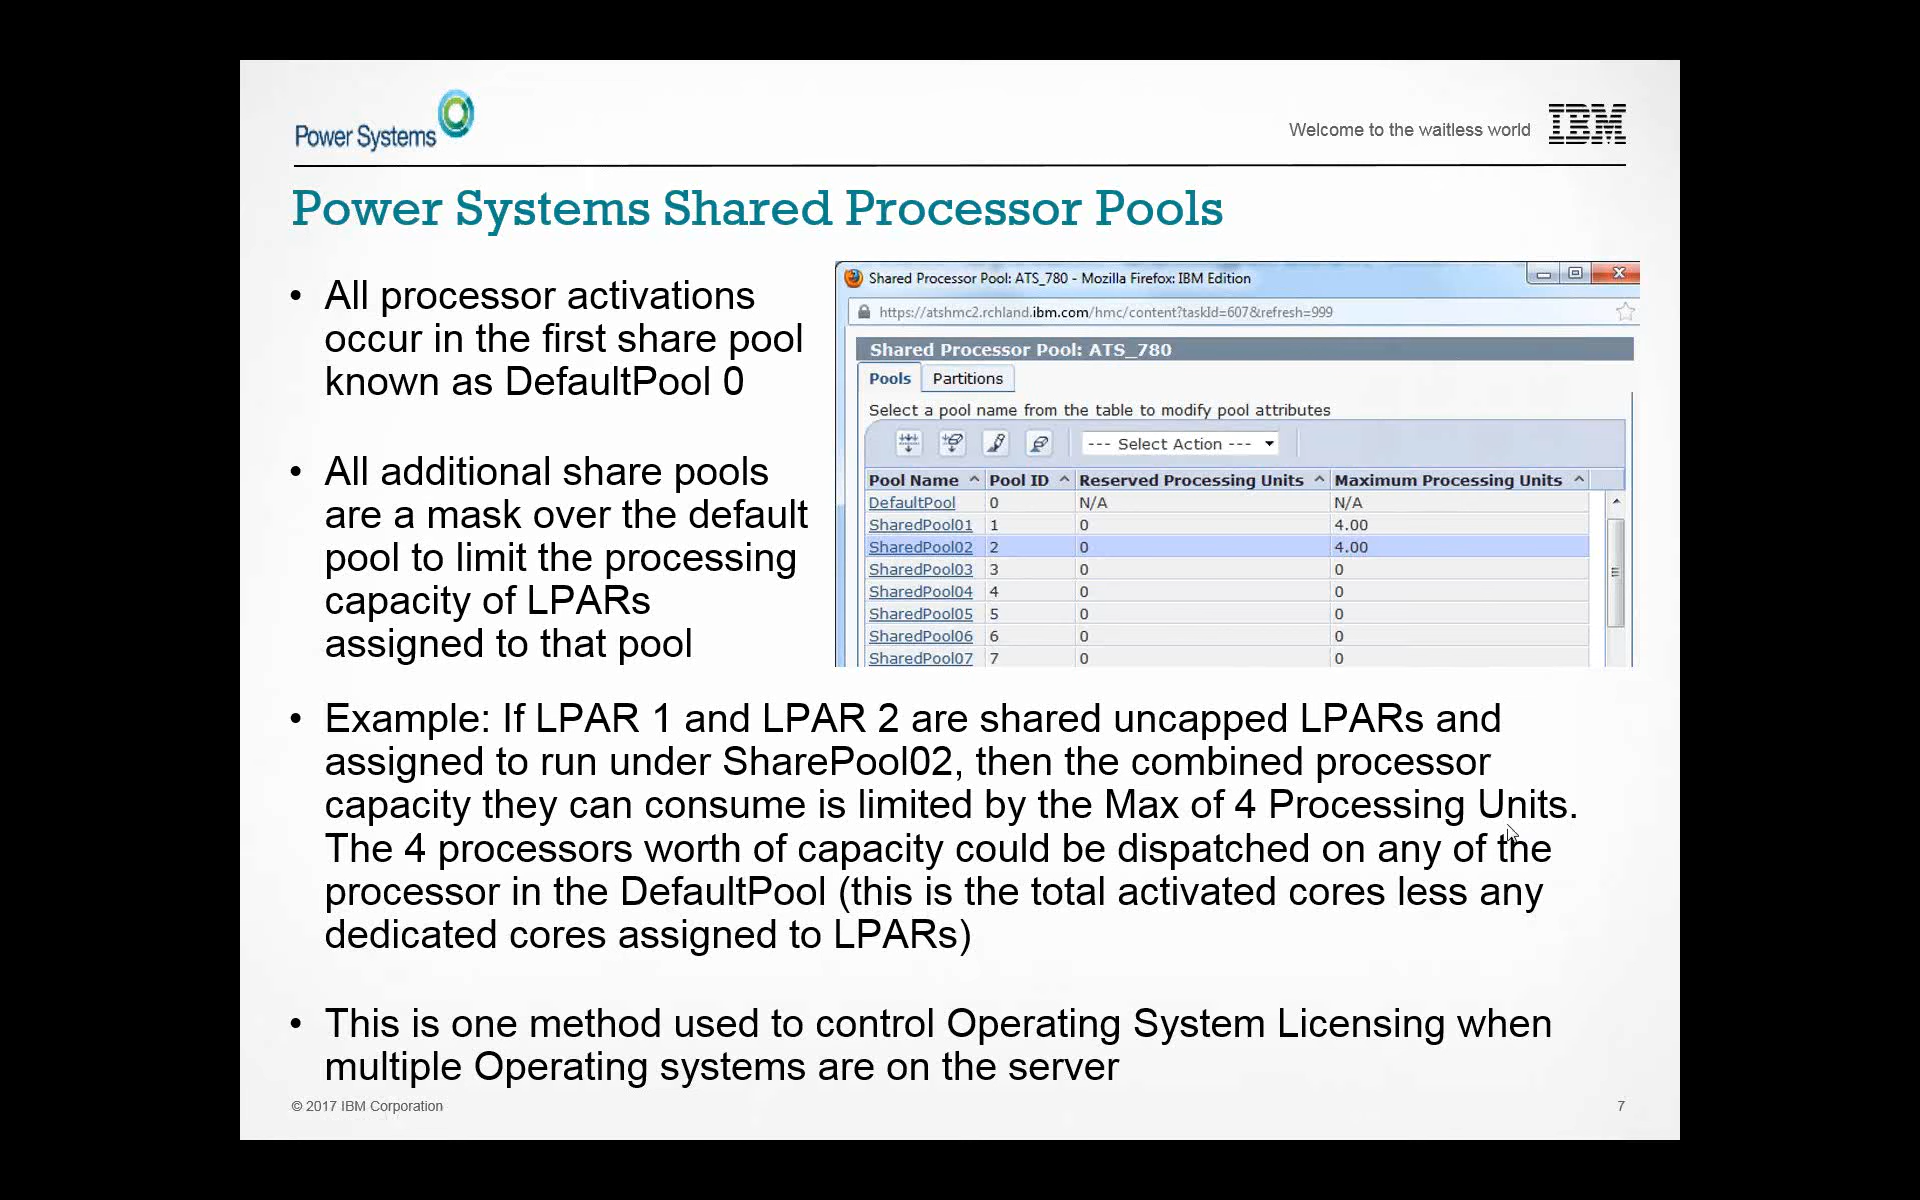 Power Systems
Welcome to the waitless world
IBM
Power Systems Shared Processor Pools
• All processor activations
occur in the first share pool
known as DefaultPool 0
• All additional share pools
are a mask over the default
pool to limit the processing
capacity of LPARs
assigned to that pool
Shared Processor Pool: ATS_780 - Mozilla Firefox: IBM Edition
https://atshmc2.rchland.ibm.com/hmc/content?taskId=607&refresh=999
Shared Processor Pool: ATS_780
Pools Partitions
Select a pool name from the table to modify pool attributes
--- Select Action ---
Pool Name ^ Pool ID ^ Reserved Processing Units ^ Maximum Processing Units ^
DefaultPool 0 N/A N/A
SharedPool01 1 0 4.00
SharedPool02 2 0 4.00
SharedPool03 3 0 0
SharedPool04 4 0 0
SharedPool05 5 0 0
SharedPool06 6 0 0
SharedPool07 7 0 0
• Example: If LPAR 1 and LPAR 2 are shared uncapped LPARs and
assigned to run under SharePool02, then the combined processor
capacity they can consume is limited by the Max of 4 Processing Units.
The 4 processors worth of capacity could be dispatched on any of the
processor in the DefaultPool (this is the total activated cores less any
dedicated cores assigned to LPARs)
• This is one method used to control Operating System Licensing when
multiple Operating systems are on the server
© 2017 IBM Corporation
7